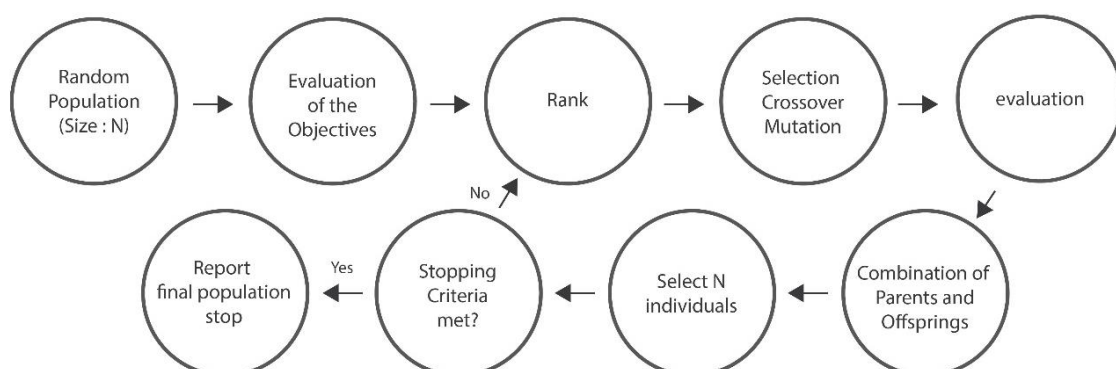 Random
Population
(Size : N)
Evaluation
of the
Objectives
Rank
Selection
Crossover
Mutation
evaluation
No
Report
final population
stop
Yes
Stopping
Criteria
met?
Select N
individuals
Combination of
Parents and
Offsprings